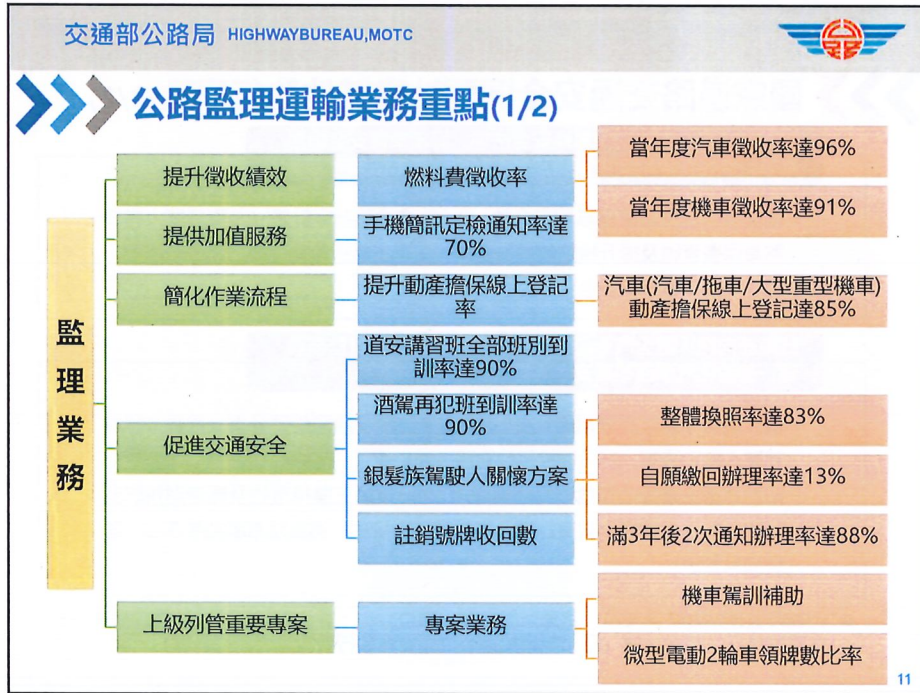 交通部公路局 HIGHWAYBUREAU,MOTC
公路監理運輸業務重點(1/2)
監理業務
提升徵收績效
燃料費徵收率
當年度汽車徵收率達96%
當年度機車徵收率達91%
提供加值服務
手機簡訊定檢通知率達
70%
簡化作業流程
提升動產擔保線上登記
率
汽車(汽車/拖車/大型重型機車)
動產擔保線上登記達85%
促進交通安全
道安講習班全部班別到
訓率達90%
酒駕再犯班到訓率達
90%
銀髮族駕駛人關懷方案
整體換照率達83%
自願繳回辦理率達13%
滿3年後2次通知辦理率達88%
註銷號牌收回數
上級列管重要專案
專案業務
機車駕訓補助
微型電動2輪車領牌數比率
11